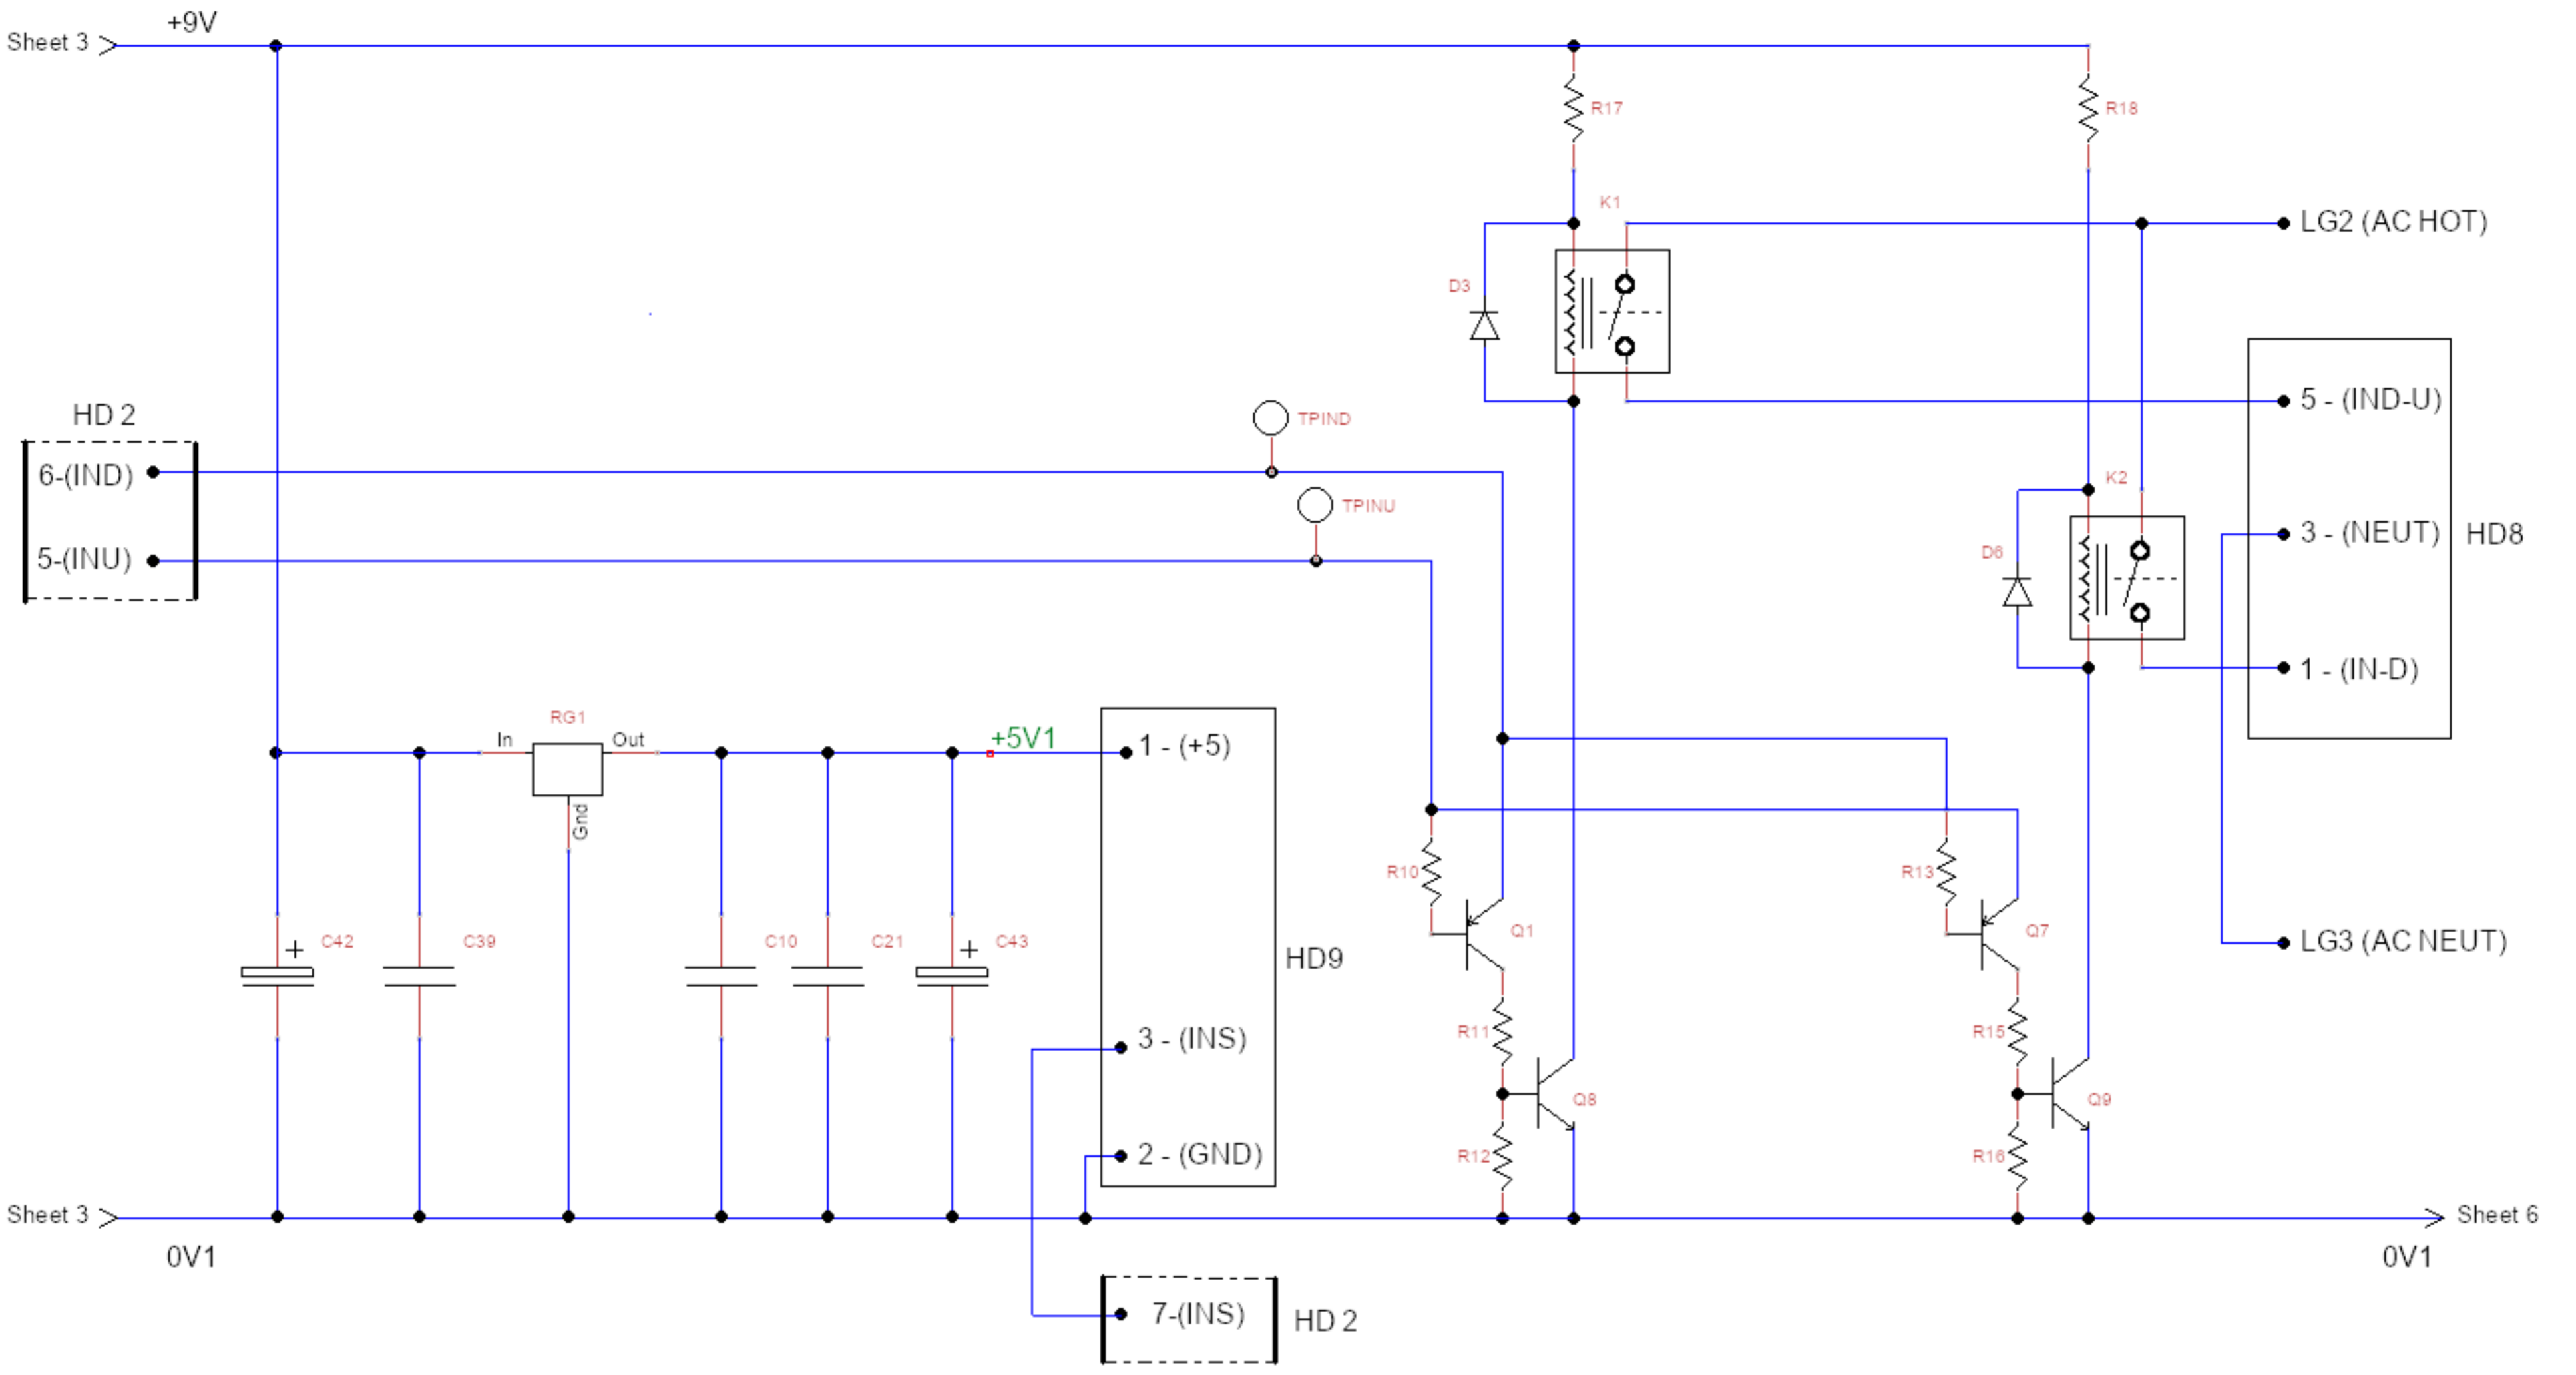 +9V
Sheet 3
R17
R18
K1
LG2 (AC HOT)
D3
5 - (IND-U)
HD 2
TPIND
6-(IND)
K2
TPINU
3 - (NEUT)
HD8
D6
5-(INU)
1 - (IN-D)
RG1
In
Out
+5V1
1 - (+5)
Gnd
R10
R13
C42
C39
C10
C21
C43
HD9
Q1
Q7
LG3 (AC NEUT)
3 - (INS)
R11
R15
Q8
Q9
2 - (GND)
R12
R16
Sheet 3
Sheet 6
0V1
0V1
7-(INS)
HD 2